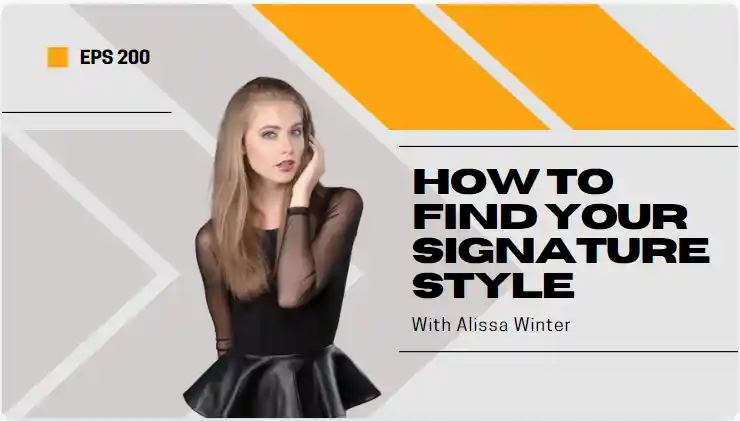 EPS 200
HOW TO
FIND YOUR
SIGNATURE
STYLE
With Alissa Winter